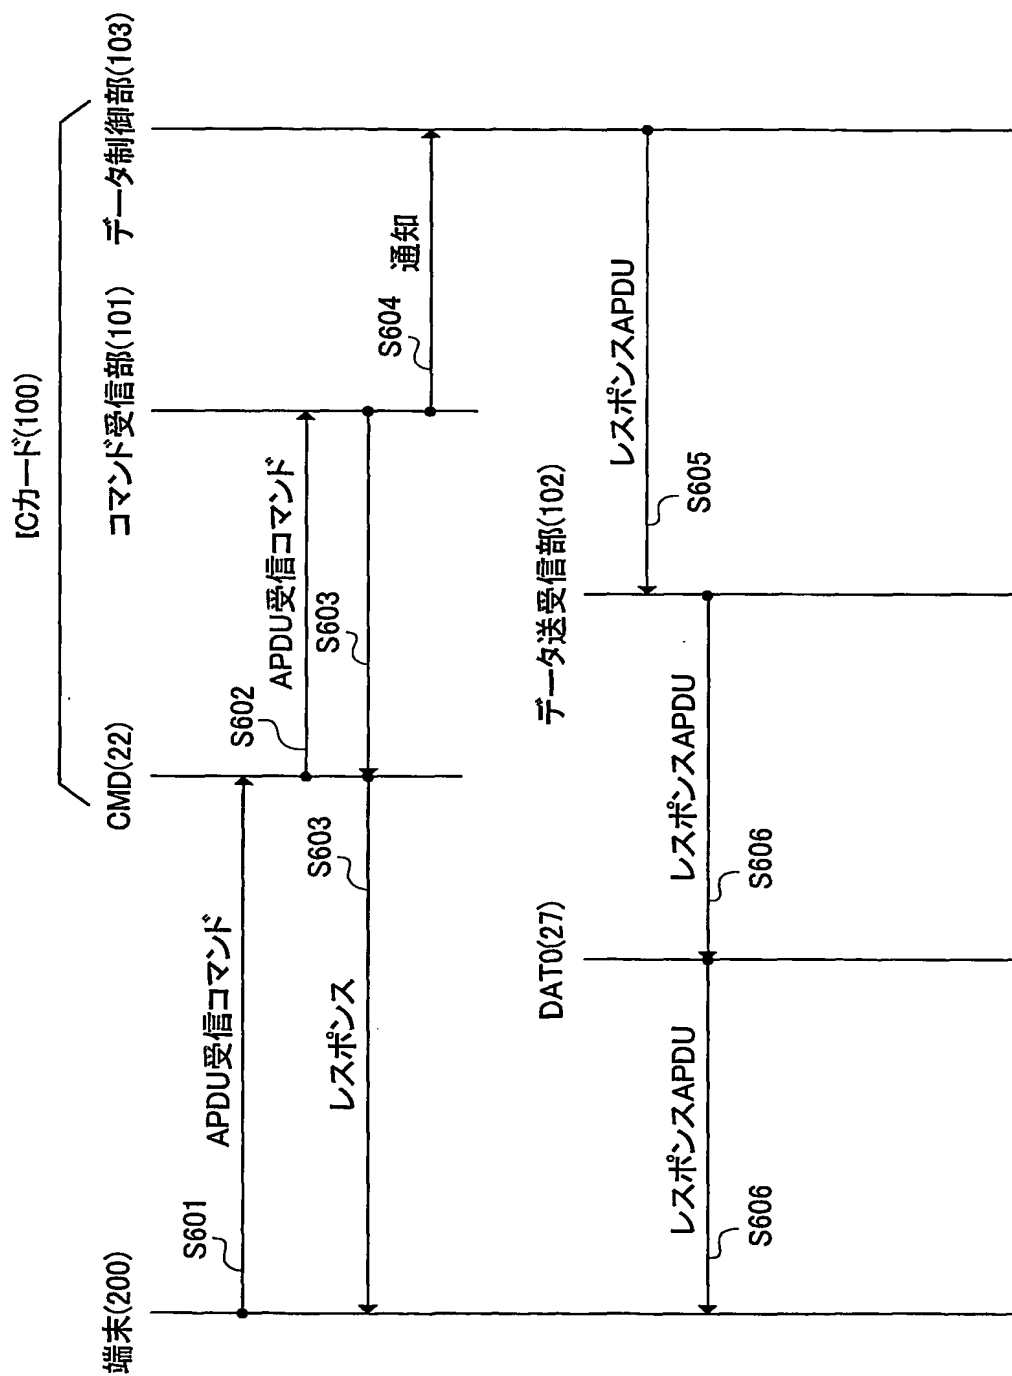 ICカード(100)
端末(200)
CMD(22)
コマンド受信部(101)
データ制御部(103)
S601
APDU受信コマンド
S602
APDU受信コマンド
レスポンス
S603
S603
S604
通知
DAT0(27)
データ送受信部(102)
レスポンスAPDU
S605
レスポンスAPDU
S606
レスポンスAPDU
S606